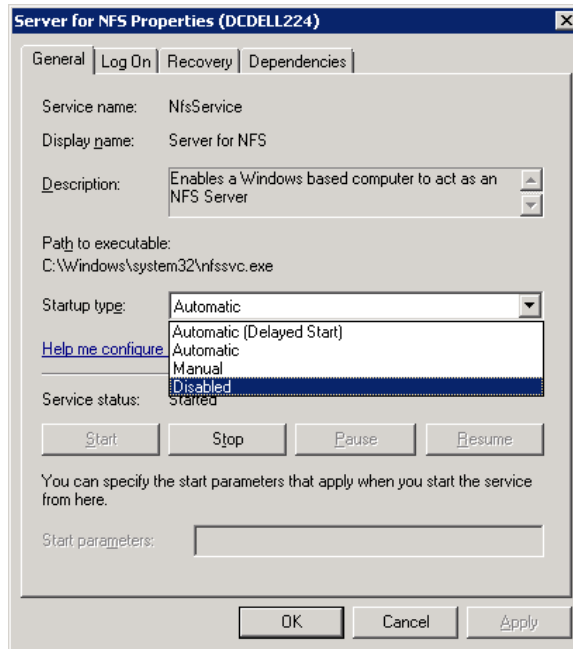 Server for NFS Properties (DCDELL224)
General Log On Recovery Dependencies
Service name: NfsService
Display name: Server for NFS
Description: Enables a Windows based computer to act as an
NFS Server
Path to executable:
C:\Windows\system32\nfssvc.exe
Startup type: Automatic
Automatic (Delayed Start)
Help me configure Automatic
Manual
Disabled
Service status: Started
Start Stop Pause Resume
You can specify the start parameters that apply when you start the service
from here.
Start parameters:
OK Cancel Apply